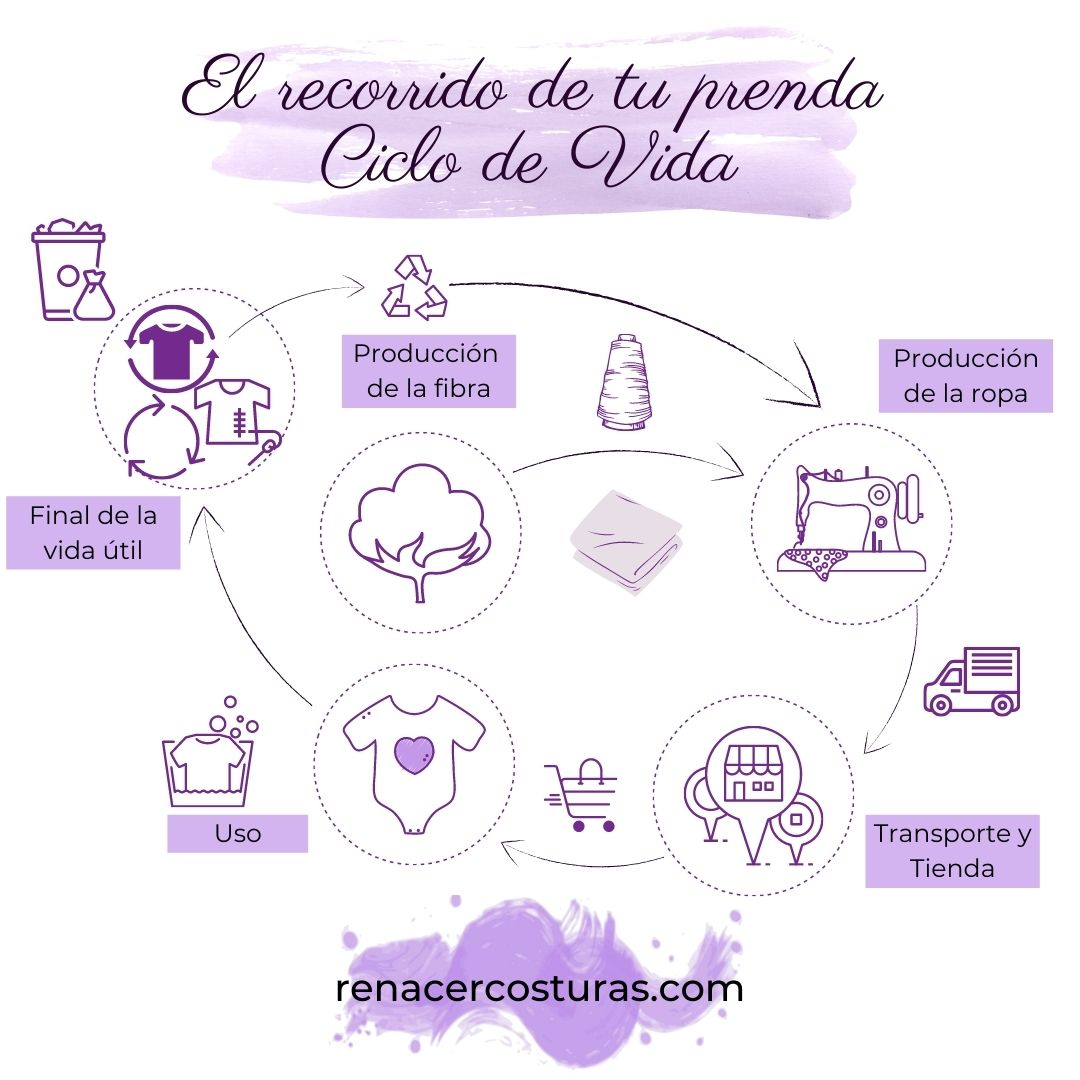 El recorrido de tu prenda
Ciclo de Vida
Producción
de la fibra
Producción
de la ropa
Final de la
vida útil
Uso
Transporte y
Tienda
renacercosturas.com